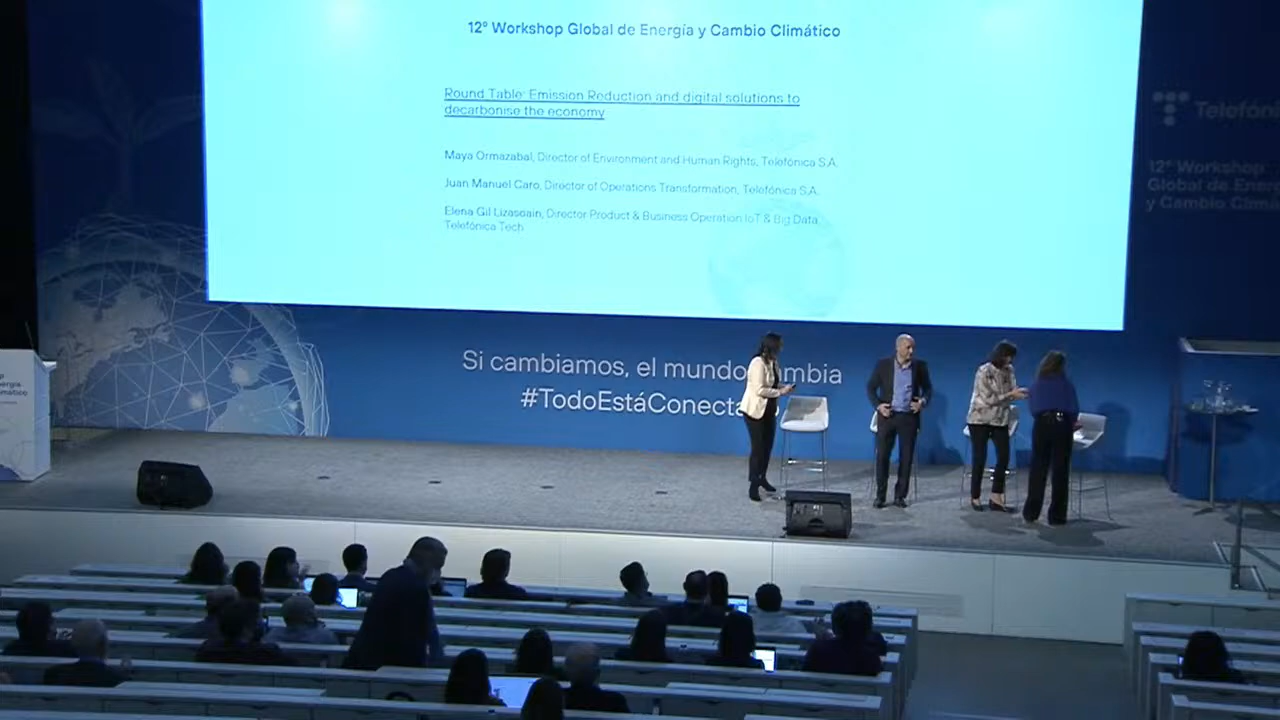 12º Workshop Global de Energía y Cambio Climático
Round Table: Emission Reduction and digital solutions to
decarbonise the economy
Maya Ormazabal, Director of Environment and Human Rights, Telefónica S.A.
Juan Manuel Caro, Director of Operations Transformation, Telefónica S.A.
Elena Gil Lizasoain, Director Product & Business Operation IoT & Big Data
Telefónica Tech
Telefón
12º Workshop
Global de Energ
y Cambio Climá
Si cambiamos, el mundo ambia
#TodoEstáConecta